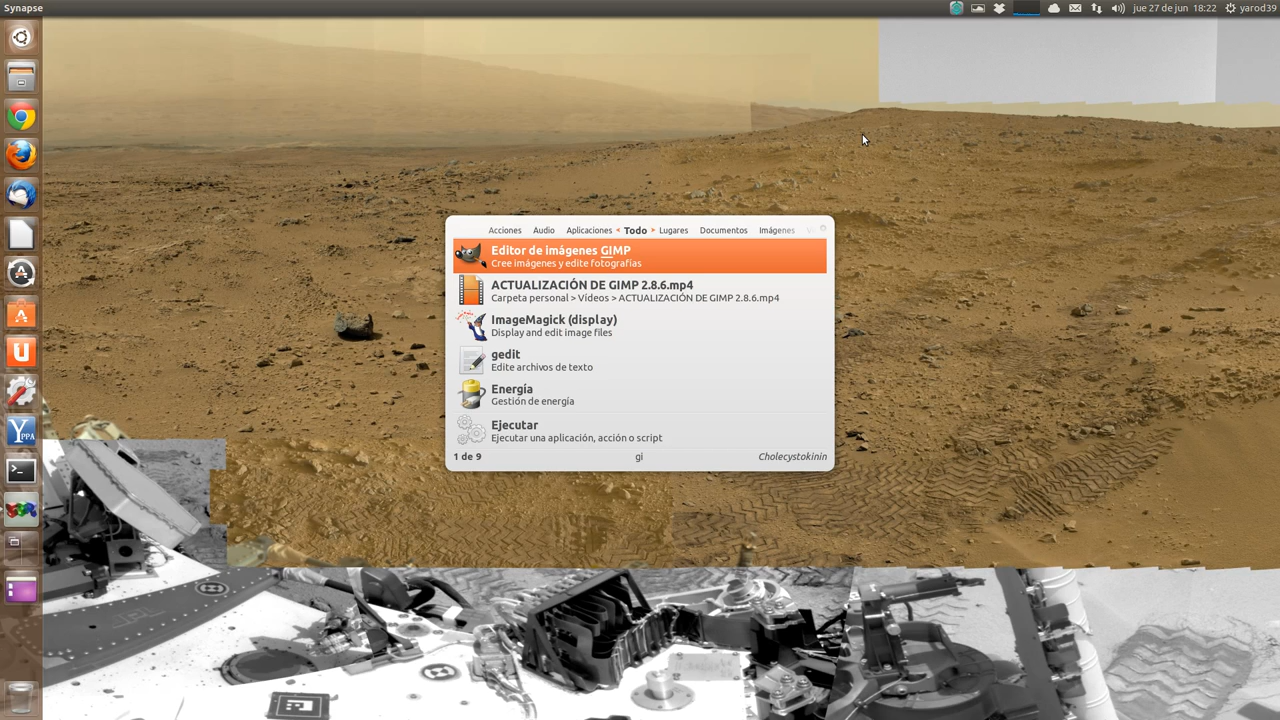 Synapse
jue 27 de jun 18:22
yarod39
Acciones Audio Aplicaciones Todo Lugares Documentos Imágenes
Editor de imágenes GIMP
Cree imágenes y edite fotografías
ACTUALIZACIÓN DE GIMP 2.8.6.mp4
Carpeta personal > Vídeos > ACTUALIZACIÓN DE GIMP 2.8.6.mp4
ImageMagick (display)
Display and edit image files
gedit
Edite archivos de texto
Energía
Gestión de energía
Ejecutar
Ejecutar una aplicación, acción o script
1 de 9 gi Cholecystokinin
YPPA
JPL